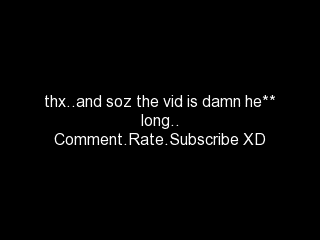 thx..and soz the vid is damn he**
long..
Comment.Rate.Subscribe XD